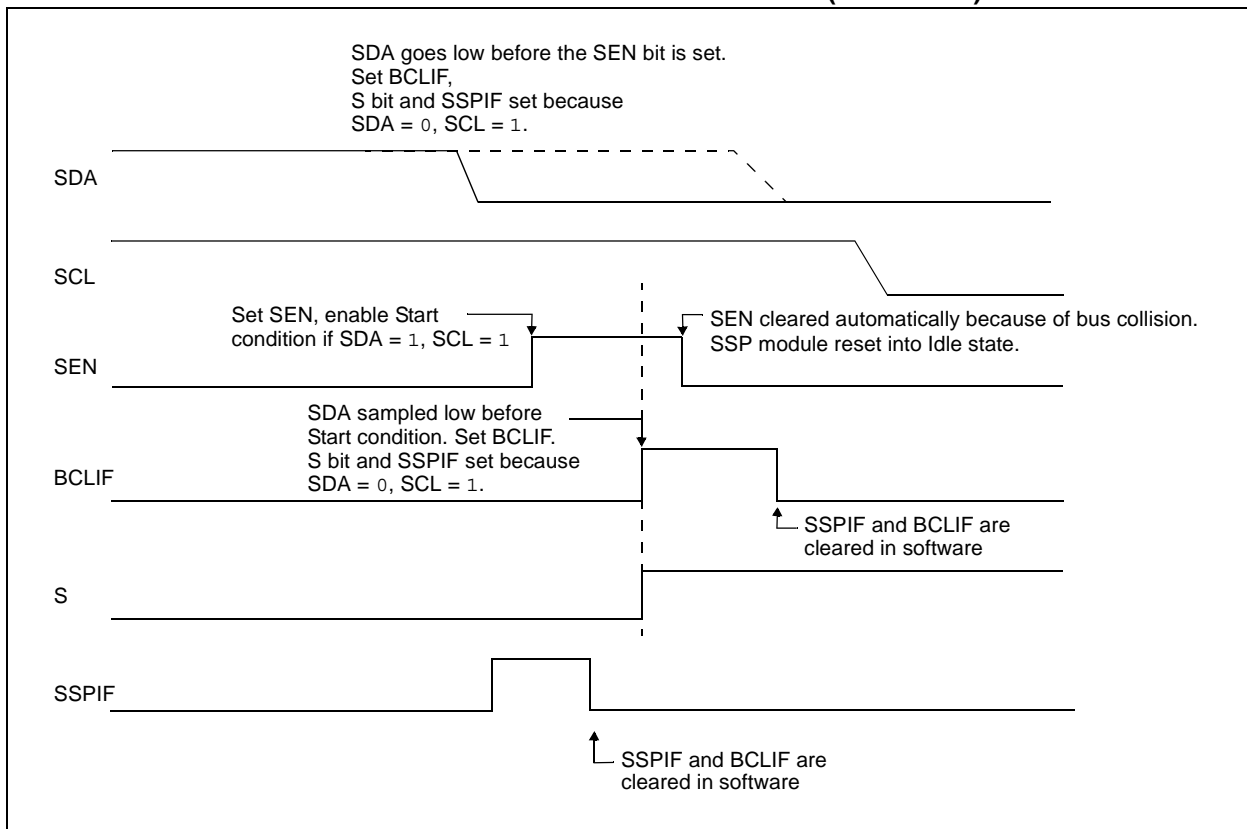 SDA goes low before the SEN bit is set.
Set BCLIF,
S bit and SSPIF set because
SDA = 0, SCL = 1.
SDA
SCL
Set SEN, enable Start
condition if SDA = 1, SCL = 1
SEN cleared automatically because of bus collision.
SSP module reset into Idle state.
SEN
SDA sampled low before
Start condition. Set BCLIF.
S bit and SSPIF set because
SDA = 0, SCL = 1.
BCLIF
SSPIF and BCLIF are
cleared in software
S
SSPIF
SSPIF and BCLIF are
cleared in software